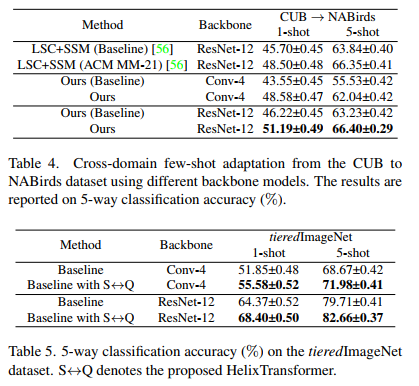 Method Backbone CUB → NABirds
1-shot 5-shot
LSC+SSM (Baseline) [56] ResNet-12 45.70±0.45 63.84±0.40
LSC+SSM (ACM MM-21) [56] ResNet-12 48.50±0.48 66.35±0.41
Ours (Baseline) Conv-4 43.55±0.45 55.53±0.42
Ours Conv-4 48.58±0.47 62.04±0.42
Ours (Baseline) ResNet-12 46.22±0.45 63.23±0.42
Ours ResNet-12 51.19±0.49 66.40±0.29
Table 4. Cross-domain few-shot adaptation from the CUB to
NABirds dataset using different backbone models. The results are
reported on 5-way classification accuracy (%).
Method Backbone tieredImageNet
1-shot 5-shot
Baseline Conv-4 51.85±0.48 68.67±0.42
Baseline with S↔Q Conv-4 55.58±0.52 71.98±0.41
Baseline ResNet-12 64.37±0.52 79.71±0.41
Baseline with S↔Q ResNet-12 68.40±0.50 82.66±0.37
Table 5. 5-way classification accuracy (%) on the tieredImageNet
dataset. S↔Q denotes the proposed HelixTransformer.